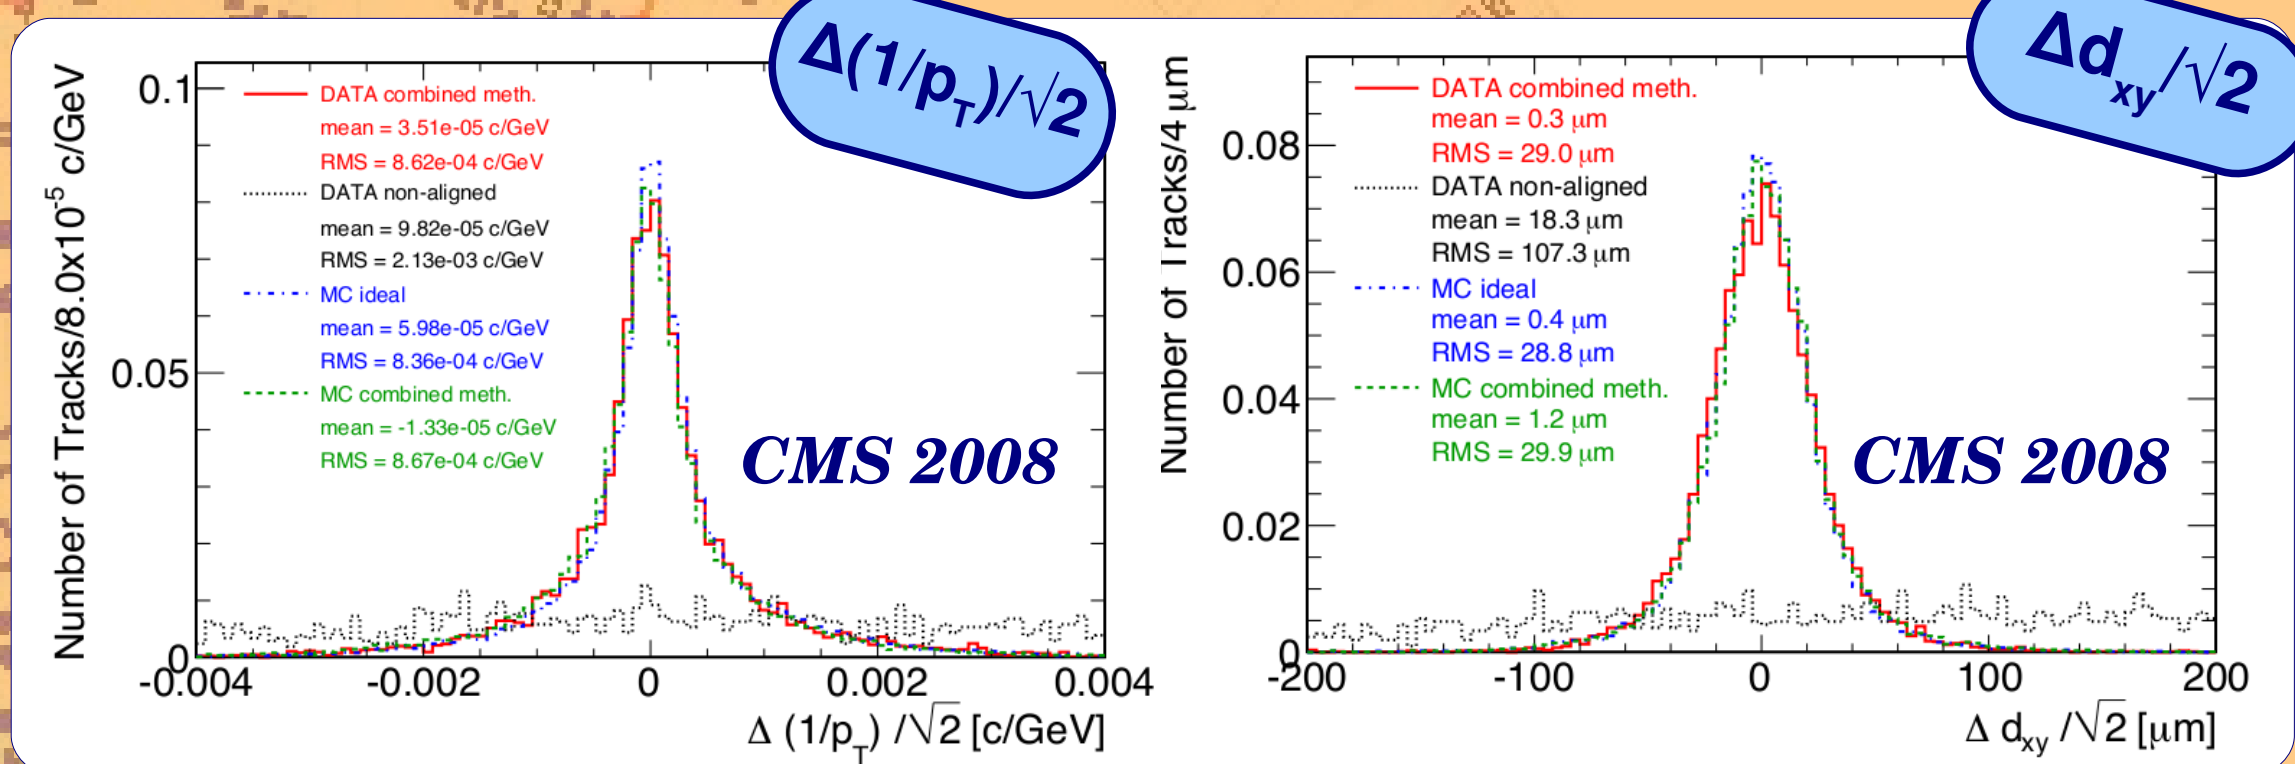 Δ(1/pT)/√2
Number of Tracks/8.0x10-5 c/GeV
0.1
0.05
0
DATA combined meth.
mean = 3.51e-05 c/GeV
RMS = 8.62e-04 c/GeV
DATA non-aligned
mean = 9.82e-05 c/GeV
RMS = 2.13e-03 c/GeV
MC ideal
mean = 5.98e-05 c/GeV
RMS = 8.36e-04 c/GeV
MC combined meth.
mean = -1.33e-05 c/GeV
RMS = 8.67e-04 c/GeV
CMS 2008
-0.004 -0.002 0 0.002 0.004
Δ (1/pT) /√2 [c/GeV]
Δdxy/√2
Number of Tracks/4 μm
0.08
0.06
0.04
0.02
0
DATA combined meth.
mean = 0.3 μm
RMS = 29.0 μm
DATA non-aligned
mean = 18.3 μm
RMS = 107.3 μm
MC ideal
mean = 0.4 μm
RMS = 28.8 μm
MC combined meth.
mean = 1.2 μm
RMS = 29.9 μm
CMS 2008
-200 -100 0 100 200
Δ dxy /√2 [μm]